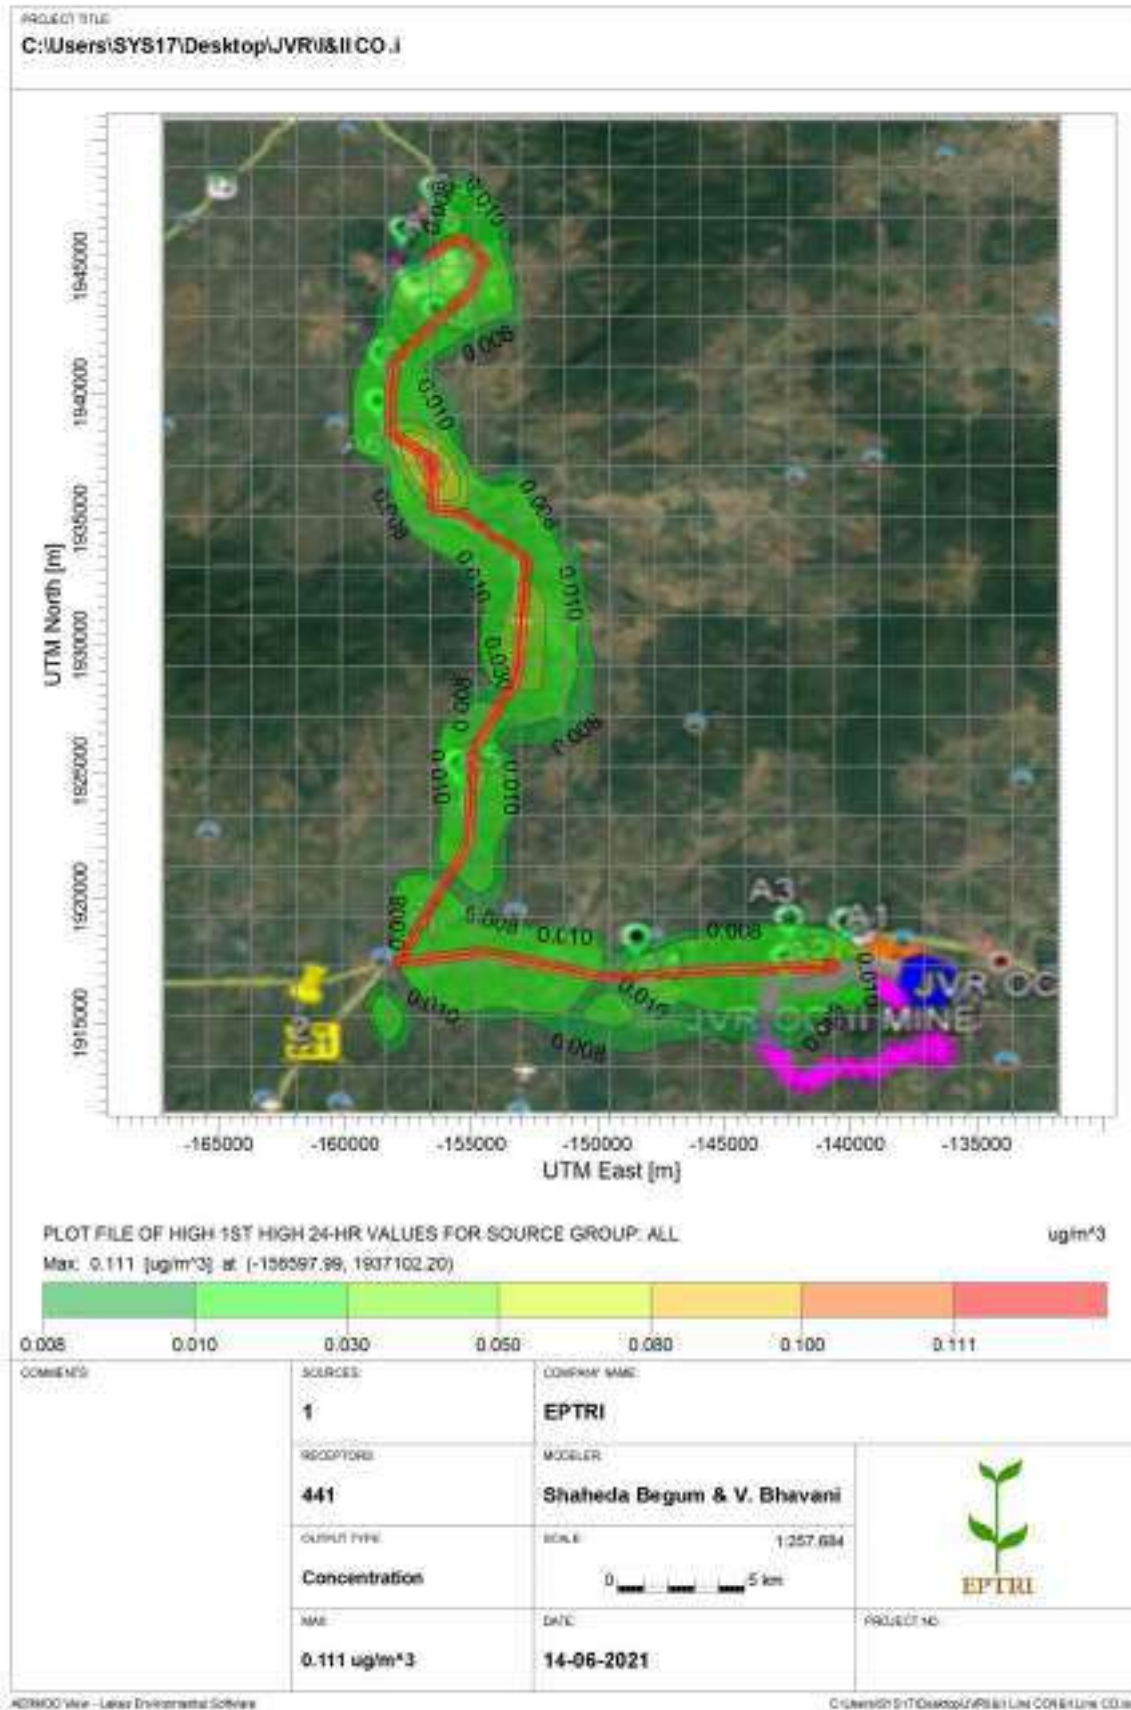 PROJECT TITLE:
C:\Users\SYS17\Desktop\JVR\I&II CO.i
0.008
0.010
0.008
0.010
0.008
0.008
0.010
0.010
0.030
0.008
0.008
0.010
0.010
A3
A1
0.008
0.008
0.010
0.008
A2
0.010
JVR OC
0.010
0.010
JVR OC II MINE
0.008
2
1945000
1940000
1935000
1930000
1925000
1920000
1915000
UTM North [m]
-165000 -160000 -155000 -150000 -145000 -140000 -135000
UTM East [m]
PLOT FILE OF HIGH 1ST HIGH 24-HR VALUES FOR SOURCE GROUP: ALL
ug/m^3
Max: 0.111 [ug/m^3] at (-156597.99, 1937102.20)
0.008 0.010 0.030 0.050 0.080 0.100 0.111
COMMENTS:
SOURCES:
1
COMPANY NAME:
EPTRI
RECEPTORS:
441
MODELER:
Shaheda Begum & V. Bhavani
OUTPUT TYPE:
Concentration
SCALE:
1:257,684
0 5 km
EPTRI
MAX:
0.111 ug/m^3
DATE:
14-06-2021
PROJECT NO.:
AERMOD View - Lakes Environmental Software